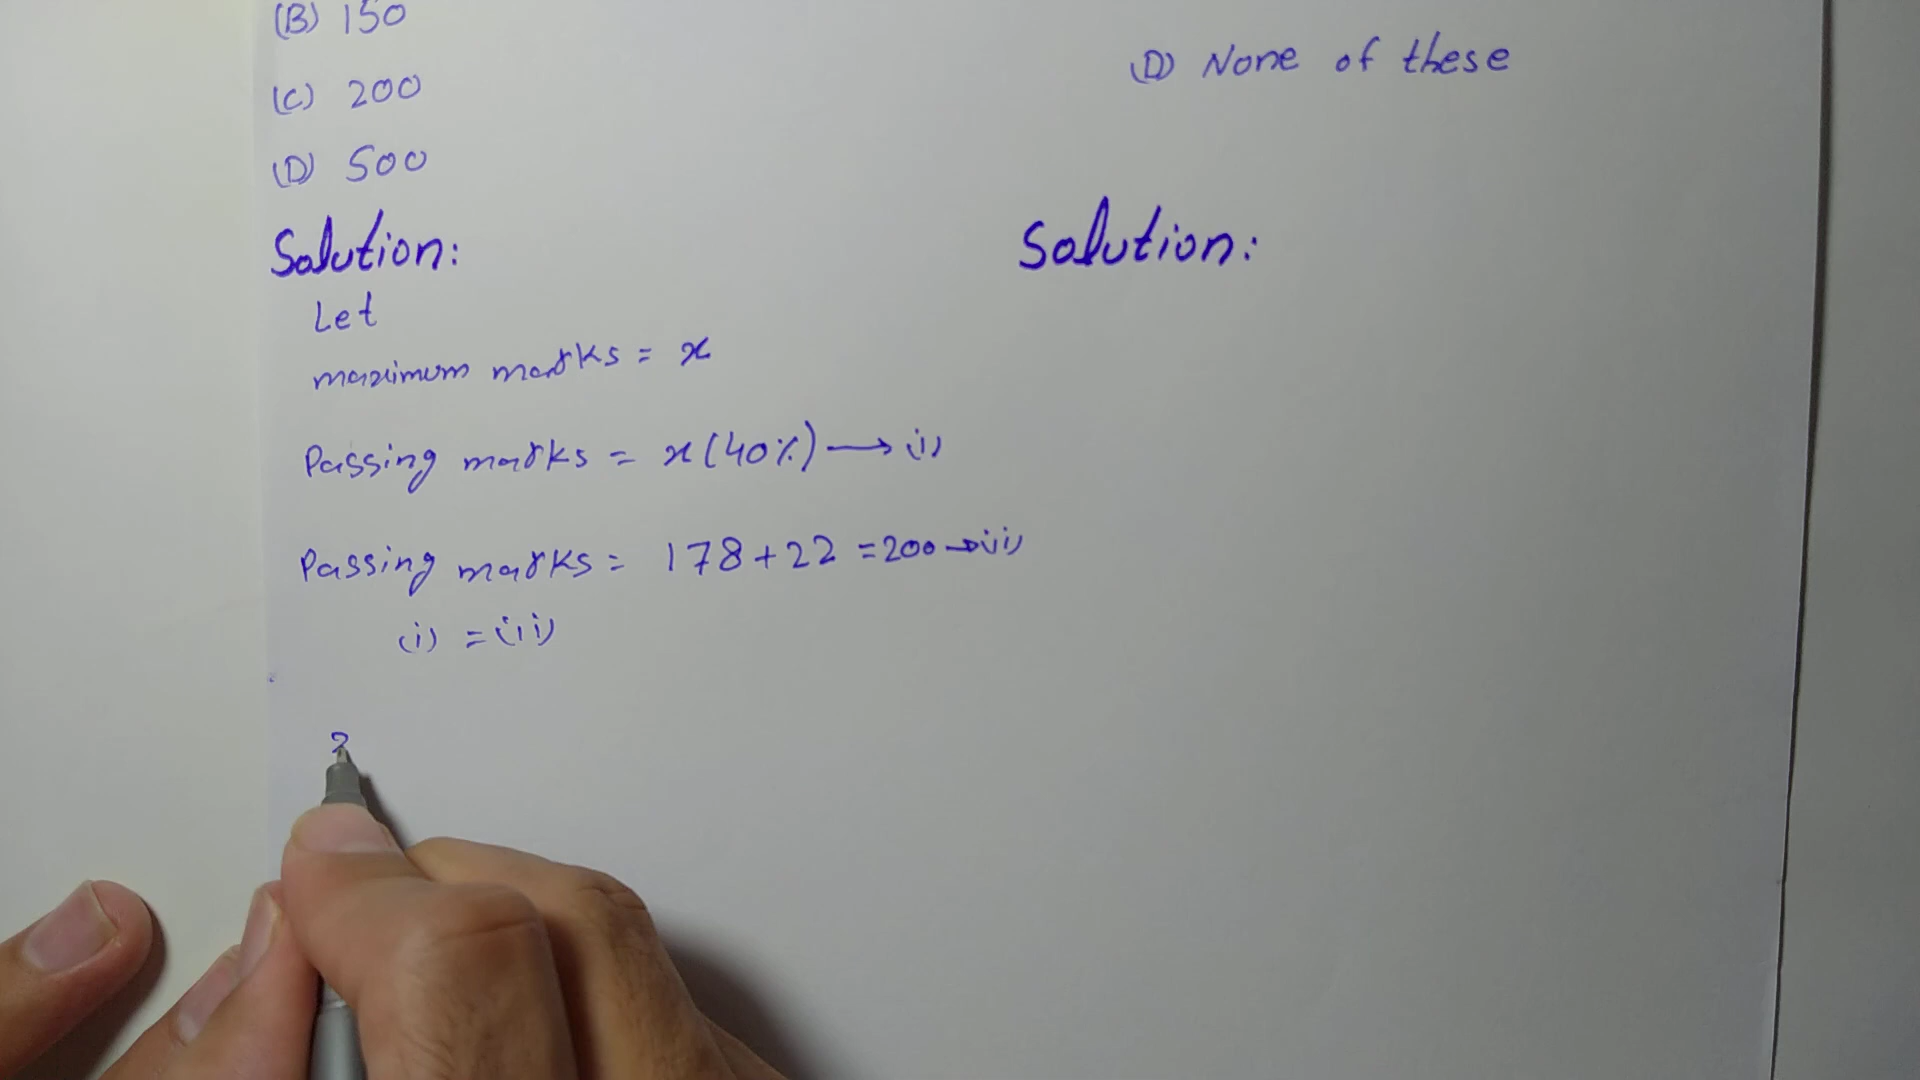 (B) 150
(C) 200
(D) 500
Solution:
Let
maximum marks = x
Passing marks = x(40%) → (i)
Passing marks = 178 + 22 = 200 → (ii)
(i) = (ii)
(D) None of these
Solution: